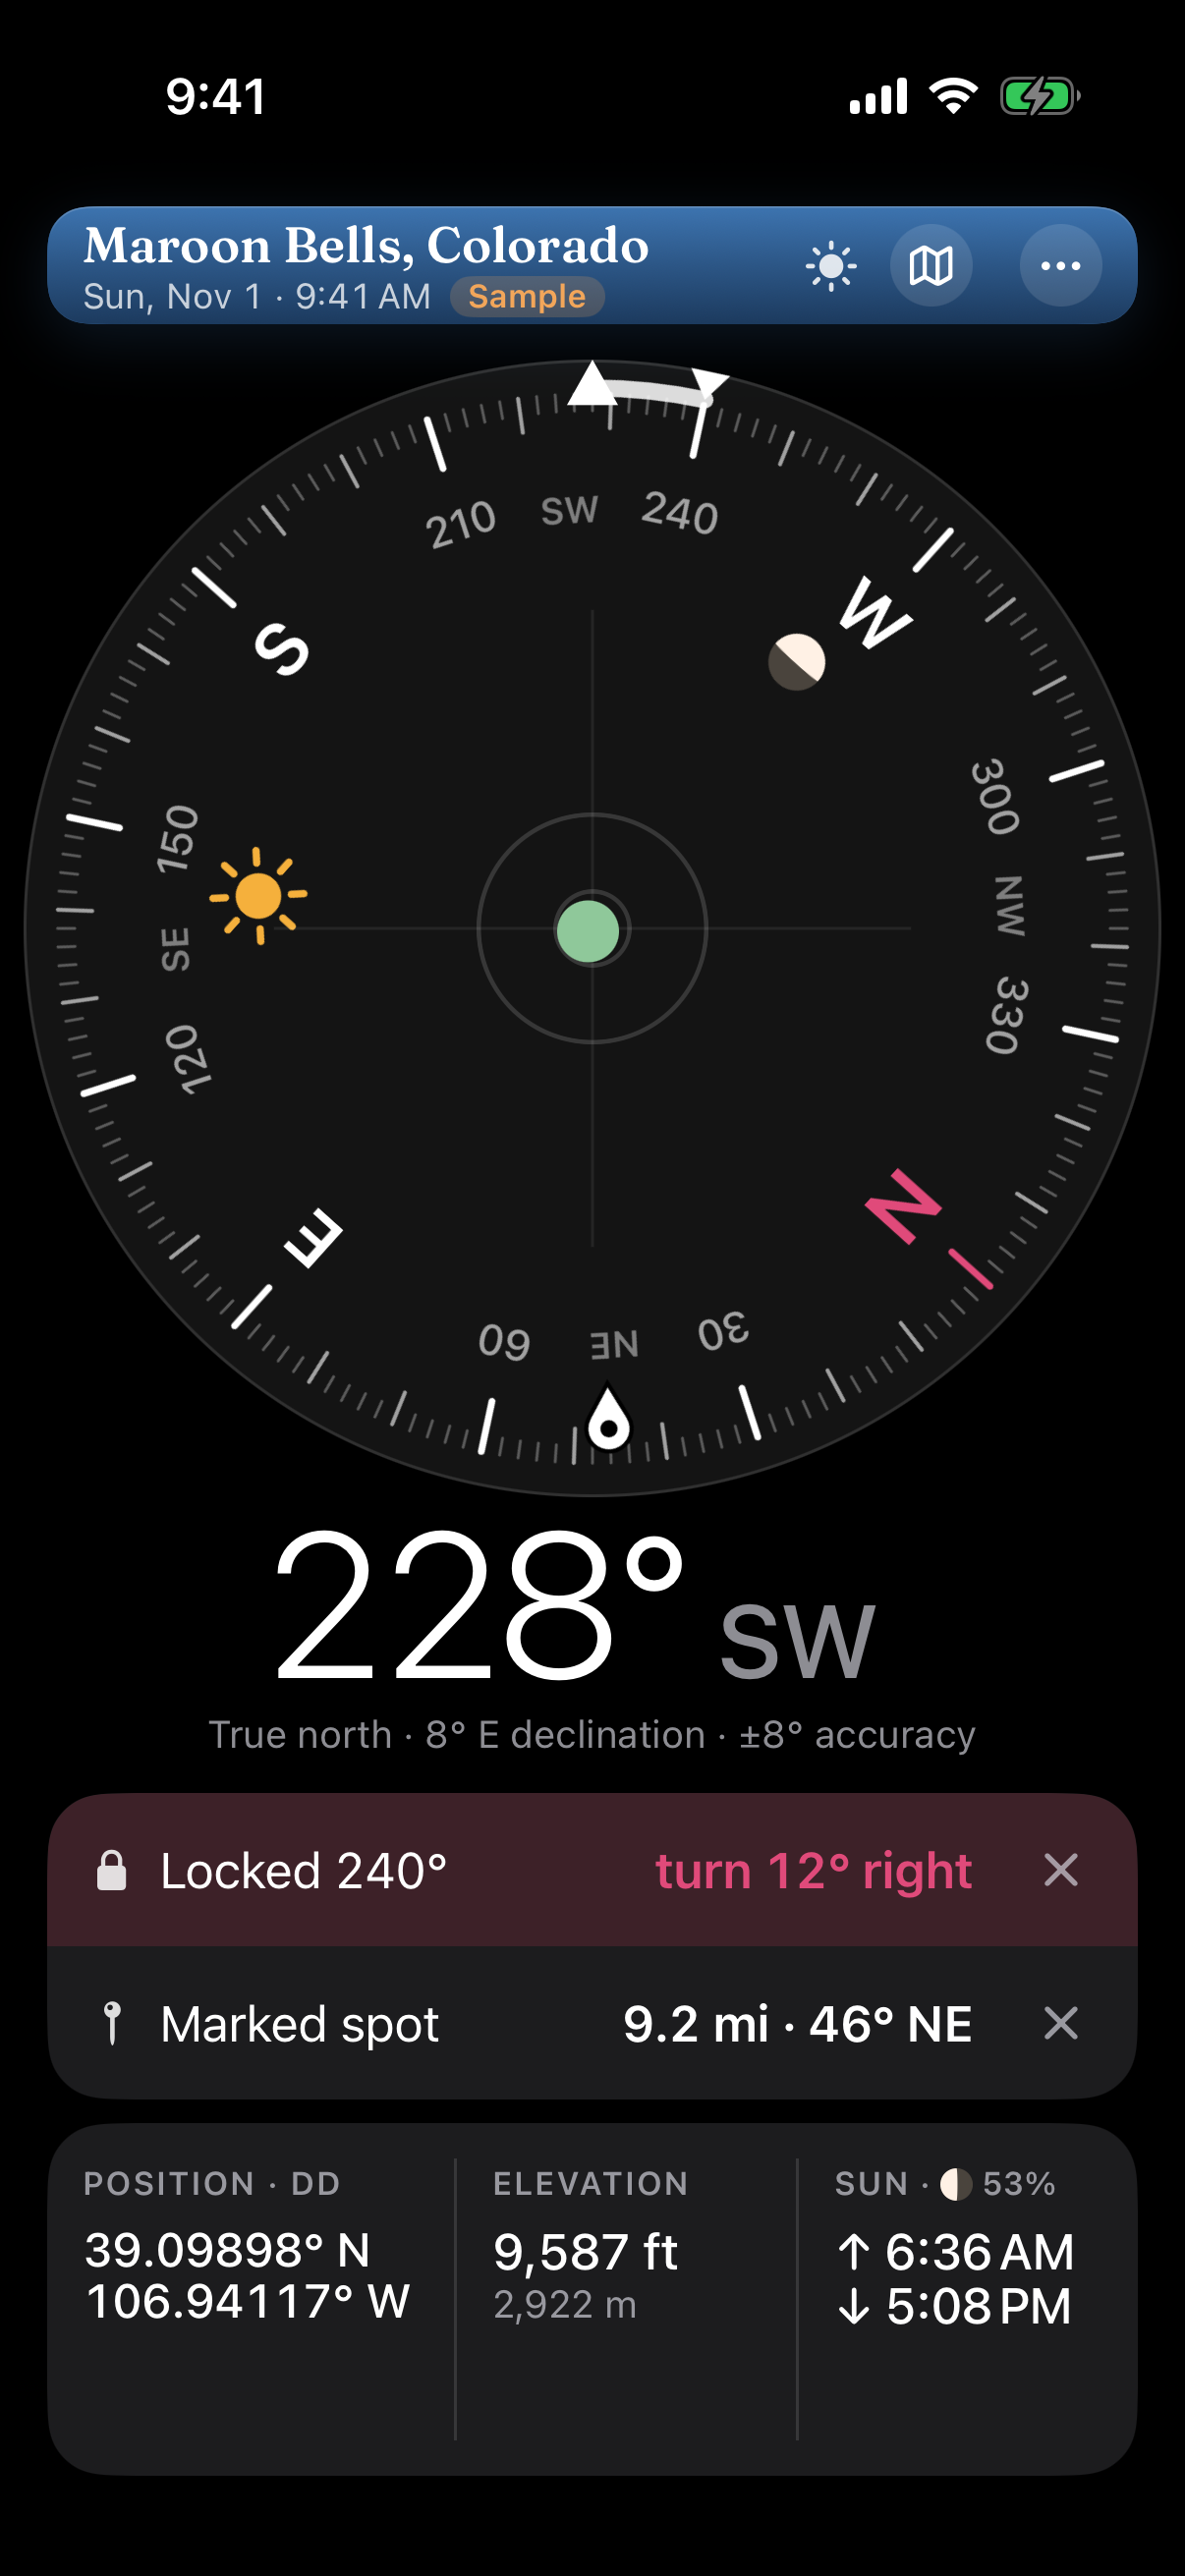 9:41
Maroon Bells, Colorado
Sun, Nov 1 · 9:41 AM Sample
210 SW 240
S W
150 300
SE NW
120 330
E N
60 NE 30
228° SW
True north · 8° E declination · ±8° accuracy
Locked 240° turn 12° right
Marked spot 9.2 mi · 46° NE
POSITION · DD
39.09898° N
106.94117° W
ELEVATION
9,587 ft
2,922 m
SUN · 53%
↑ 6:36 AM
↓ 5:08 PM